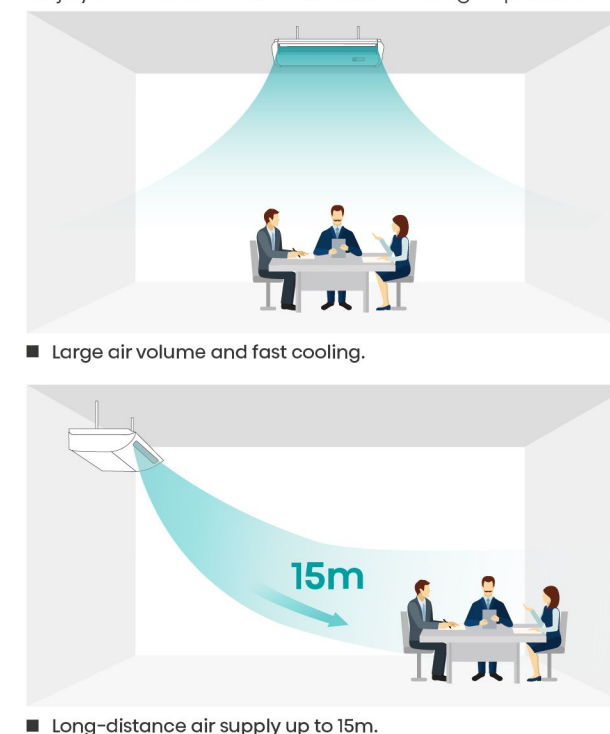 ■ Large air volume and fast cooling.
15m
■ Long-distance air supply up to 15m.